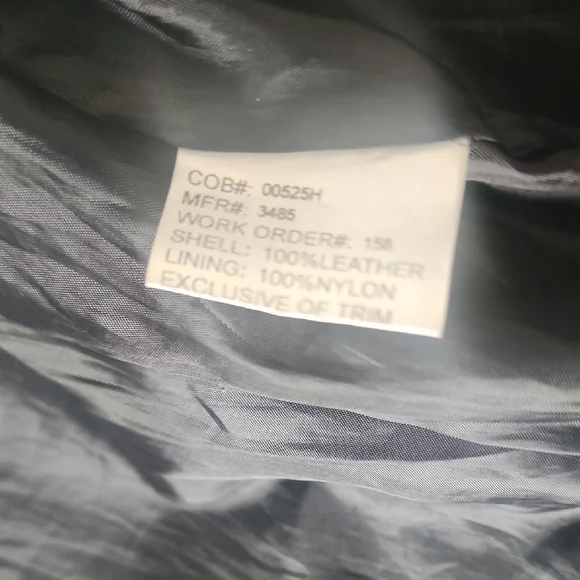 COB#: 00525H
MFR#: 3485
WORK ORDER#: 158
SHELL: 100%LEATHER
LINING: 100%NYLON
EXCLUSIVE OF TRIM